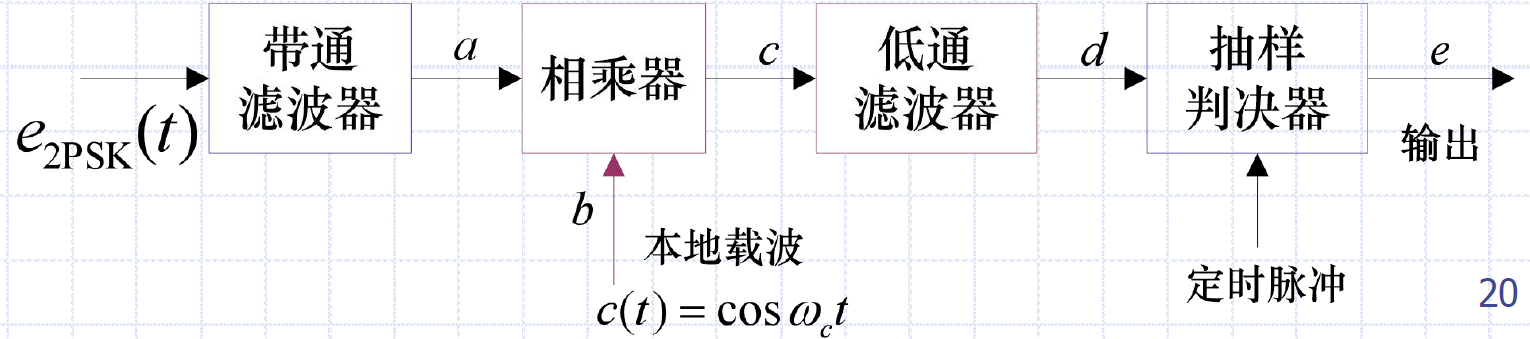 带通
滤波器
a
相乘器
c
低通
滤波器
d
抽样
判决器
e
e_{2PSK}(t)
输出
b
本地载波
c(t) = cos ω_c t
定时脉冲
20